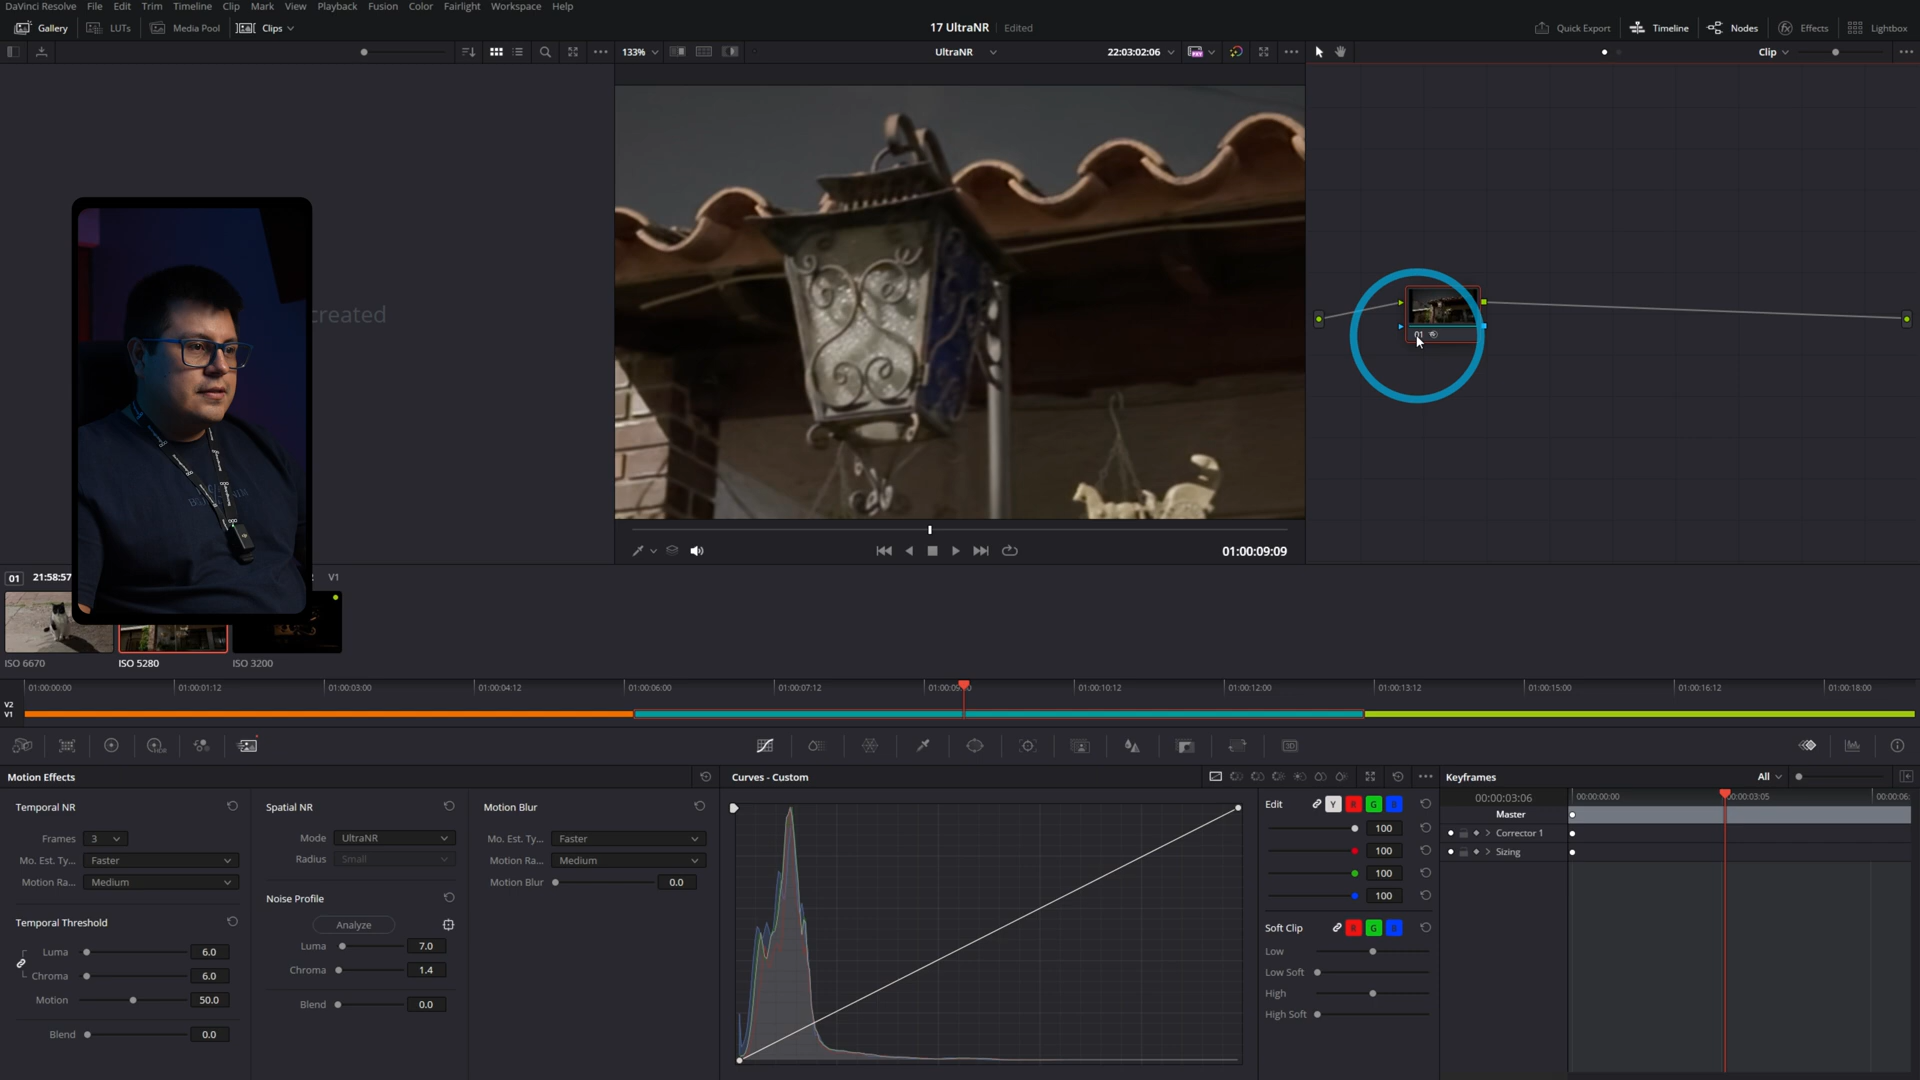 DaVinci Resolve File Edit Trim Timeline Clip Mark View Playback Fusion Color Fairlight Workspace Help
Gallery LUTs Media Pool Clips 17 UltraNR Edited Quick Export Timeline Nodes Effects Lightbox
133% UltraNR 22:03:02:06 Clip
created
01
01:00:09:09
01 21:58:57 V1
ISO 6670 ISO 5280 ISO 3200
01:00:00:00 01:00:01:12 01:00:03:00 01:00:04:12 01:00:06:00 01:00:07:12 01:00:10:12 01:00:12:00 01:00:13:12 01:00:15:00 01:00:16:12 01:00:18:00
V2
V1
Motion Effects
Temporal NR
Frames 3
Mo. Est. Ty... Faster
Motion Ra... Medium
Temporal Threshold
Luma 6.0
Chroma 6.0
Motion 50.0
Blend 0.0
Spatial NR
Mode UltraNR
Radius Small
Noise Profile
Analyze
Luma 7.0
Chroma 1.4
Blend 0.0
Motion Blur
Mo. Est. Ty... Faster
Motion Ra... Medium
Motion Blur 0.0
Curves - Custom
Edit Y R G B
100
100
100
100
Soft Clip R G B
Low
Low Soft
High
High Soft
Keyframes All
00:00:03:06 00:00:00:00 00:00:03:05 00:00:06:
Master
Corrector 1
Sizing